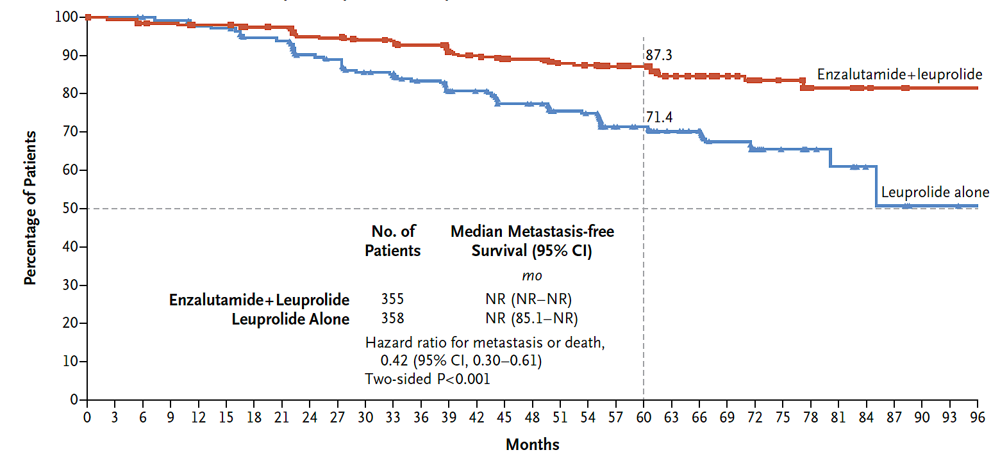 100
90
87.3
Enzalutamide+leuprolide
80
71.4
70
60
Leuprolide alone
50
40
30
20
10
0
Percentage of Patients
No. of Patients
Median Metastasis-free Survival (95% CI)
mo
Enzalutamide+Leuprolide 355 NR (NR–NR)
Leuprolide Alone 358 NR (85.1–NR)
Hazard ratio for metastasis or death,
0.42 (95% CI, 0.30–0.61)
Two-sided P<0.001
0 3 6 9 12 15 18 21 24 27 30 33 36 39 42 45 48 51 54 57 60 63 66 69 72 75 78 81 84 87 90 93 96
Months